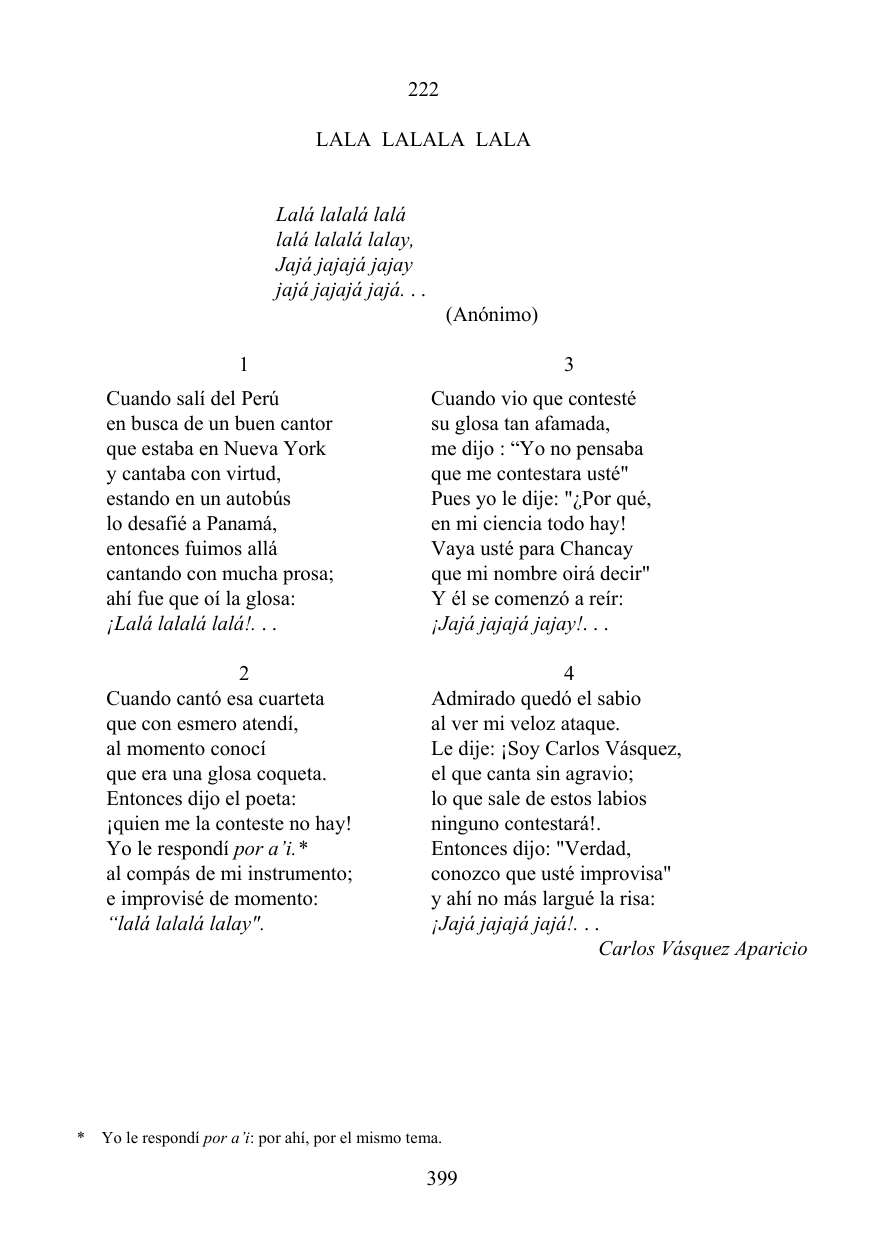 222
LALA LALALA LALA
Lalá lalalá lalá
lalá lalalá lalay,
Jajá jajajá jajay
jajá jajajá jajá. . .
(Anónimo)
1
Cuando salí del Perú
en busca de un buen cantor
que estaba en Nueva York
y cantaba con virtud,
estando en un autobús
lo desafié a Panamá,
entonces fuimos allá
cantando con mucha prosa;
ahí fue que oí la glosa:
¡Lalá lalalá lalá!. . .
2
Cuando cantó esa cuarteta
que con esmero atendí,
al momento conocí
que era una glosa coqueta.
Entonces dijo el poeta:
¡quien me la conteste no hay!
Yo le respondí por a’i.*
al compás de mi instrumento;
e improvisé de momento:
“lalá lalalá lalay".
3
Cuando vio que contesté
su glosa tan afamada,
me dijo : “Yo no pensaba
que me contestara usté"
Pues yo le dije: "¿Por qué,
en mi ciencia todo hay!
Vaya usté para Chancay
que mi nombre oirá decir"
Y él se comenzó a reír:
¡Jajá jajajá jajay!. . .
4
Admirado quedó el sabio
al ver mi veloz ataque.
Le dije: ¡Soy Carlos Vásquez,
el que canta sin agravio;
lo que sale de estos labios
ninguno contestará!.
Entonces dijo: "Verdad,
conozco que usté improvisa"
y ahí no más largué la risa:
¡Jajá jajajá jajá!. . .
Carlos Vásquez Aparicio
* Yo le respondí por a’i: por ahí, por el mismo tema.
399